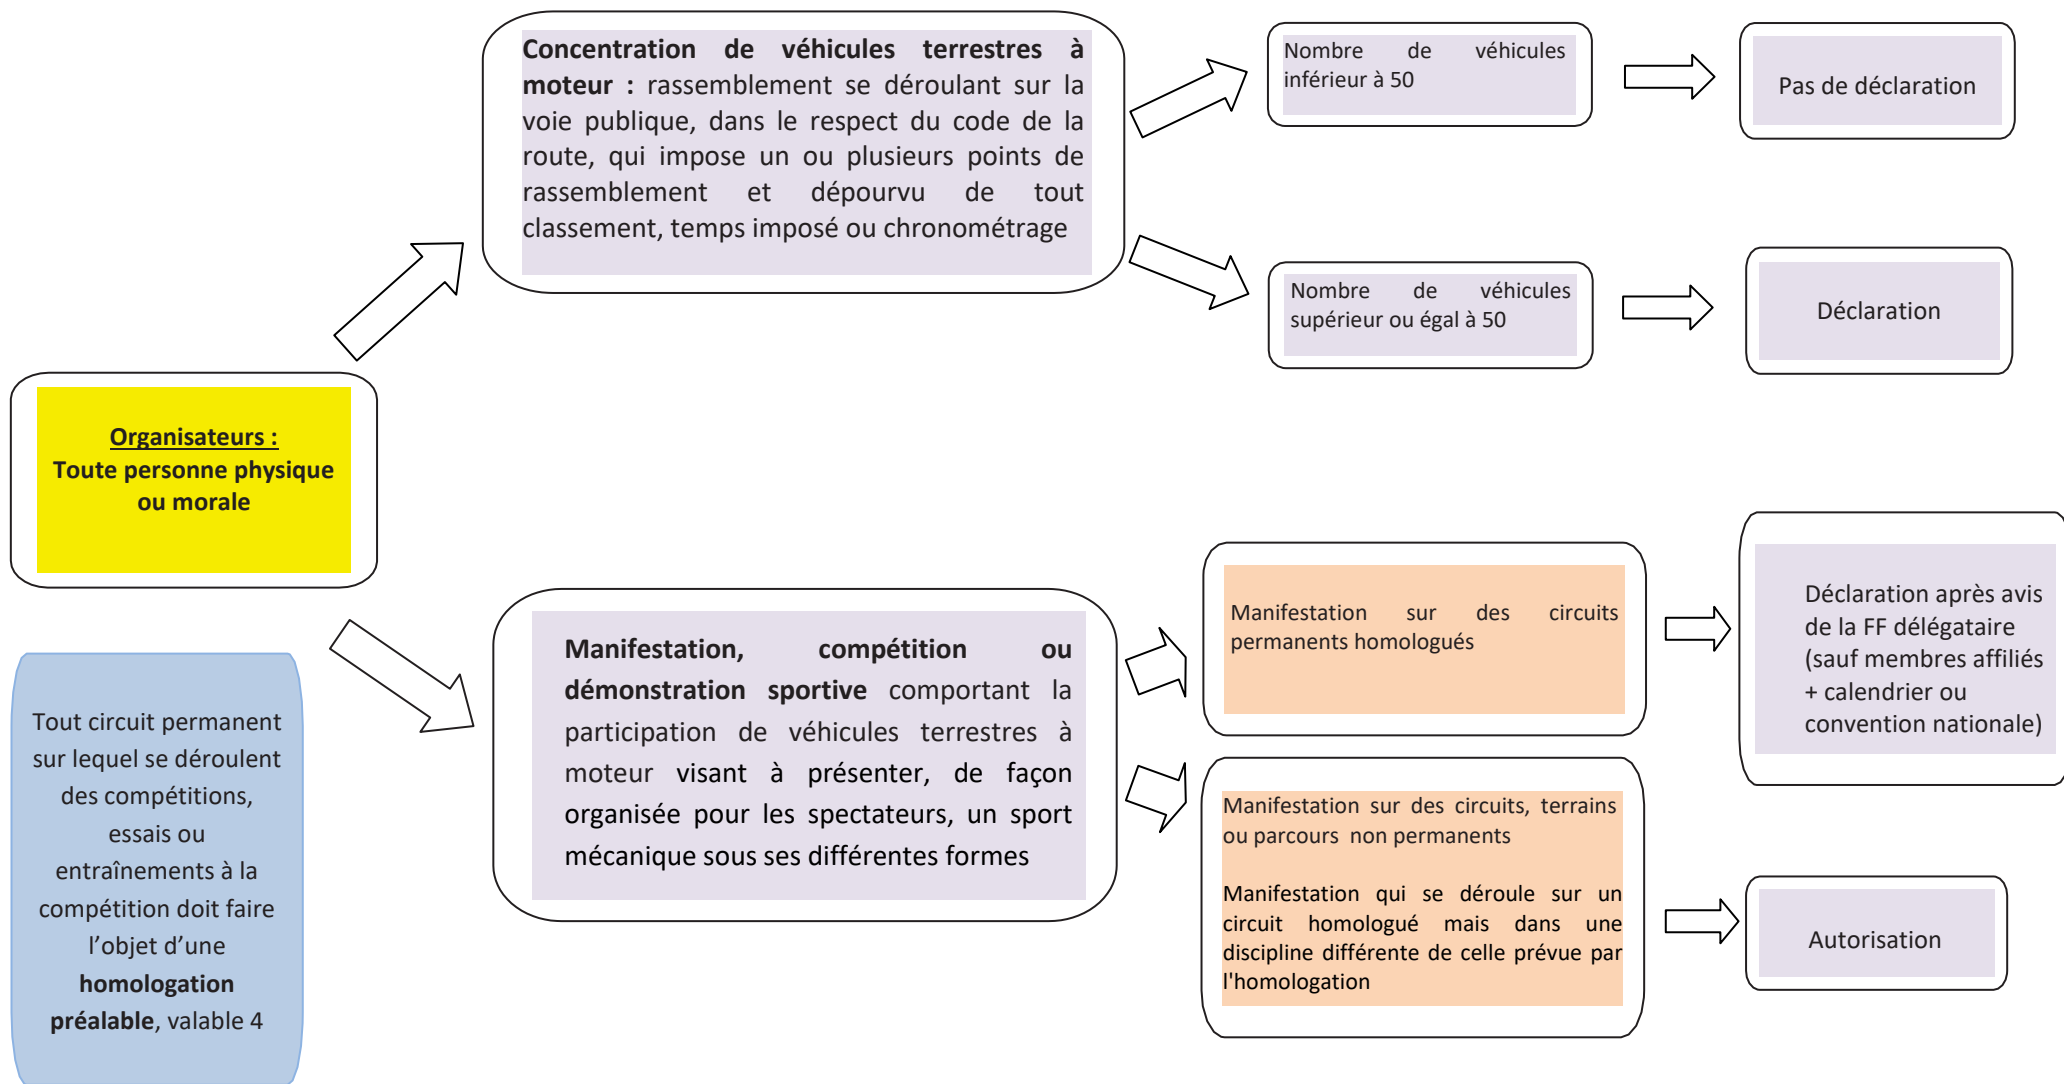 Concentration de véhicules terrestres à
moteur : rassemblement se déroulant sur la
voie publique, dans le respect du code de la
route, qui impose un ou plusieurs points de
rassemblement et dépourvu de tout
classement, temps imposé ou chronométrage
Nombre de véhicules
inférieur à 50
Pas de déclaration
Nombre de véhicules
supérieur ou égal à 50
Déclaration
Organisateurs :
Toute personne physique
ou morale
Tout circuit permanent
sur lequel se déroulent
des compétitions,
essais ou
entraînements à la
compétition doit faire
l’objet d’une
homologation
préalable, valable 4
Manifestation, compétition ou
démonstration sportive comportant la
participation de véhicules terrestres à
moteur visant à présenter, de façon
organisée pour les spectateurs, un sport
mécanique sous ses différentes formes
Manifestation sur des circuits
permanents homologués
Déclaration après avis
de la FF délégataire
(sauf membres affiliés
+ calendrier ou
convention nationale)
Manifestation sur des circuits, terrains
ou parcours non permanents
Manifestation qui se déroule sur un
circuit homologué mais dans une
discipline différente de celle prévue par
l'homologation
Autorisation